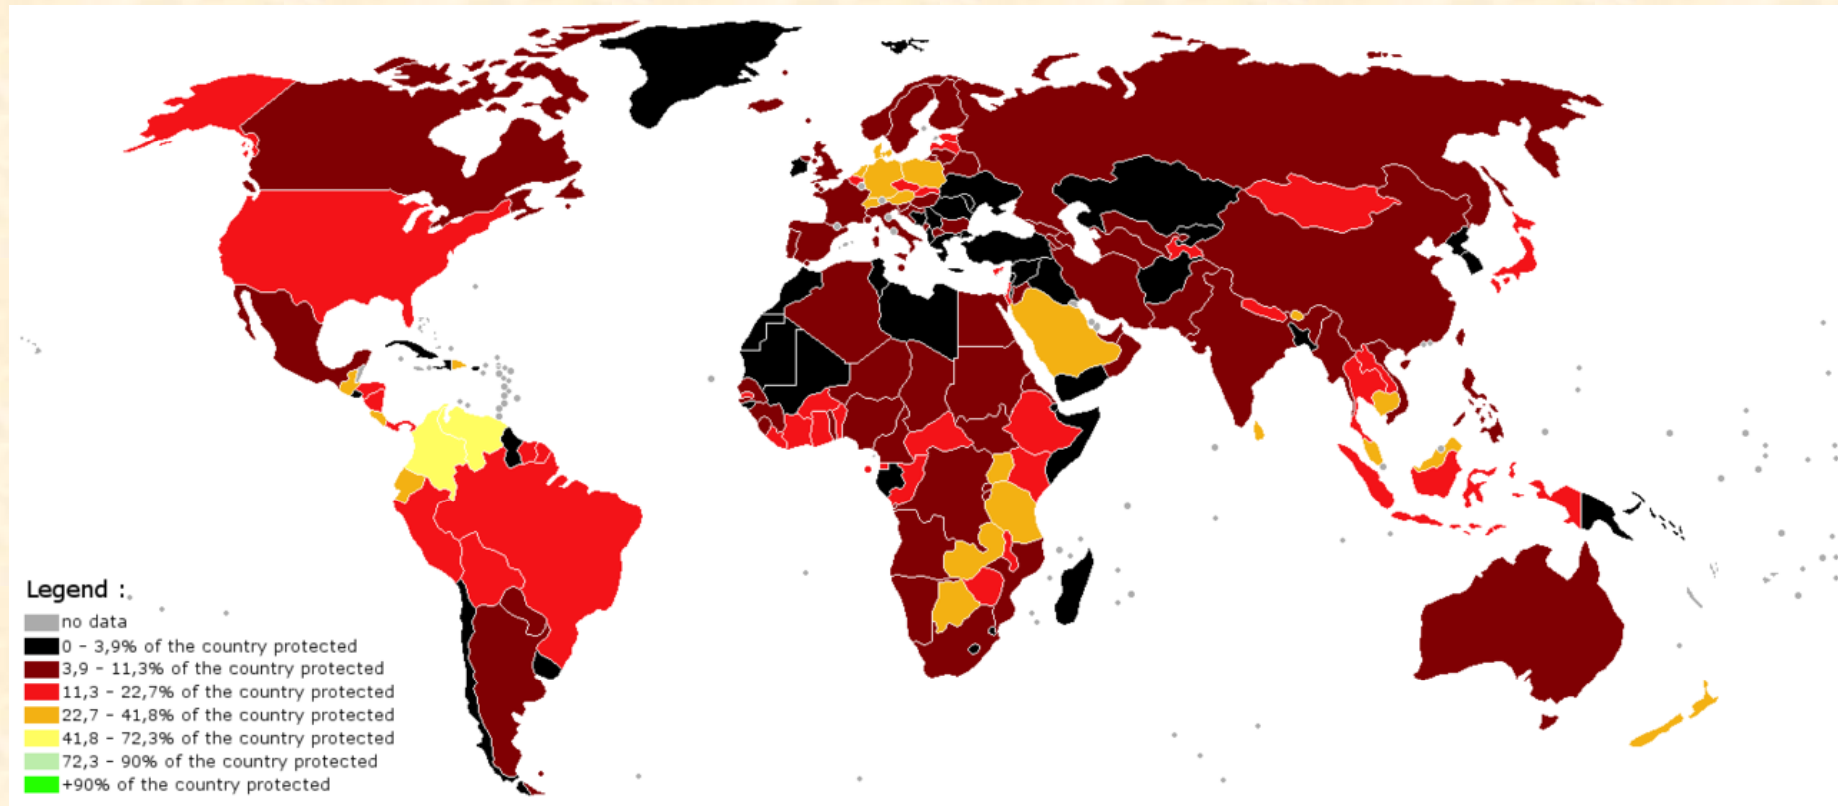 Legend :
no data
0 - 3,9% of the country protected
3,9 - 11,3% of the country protected
11,3 - 22,7% of the country protected
22,7 - 41,8% of the country protected
41,8 - 72,3% of the country protected
72,3 - 90% of the country protected
+90% of the country protected